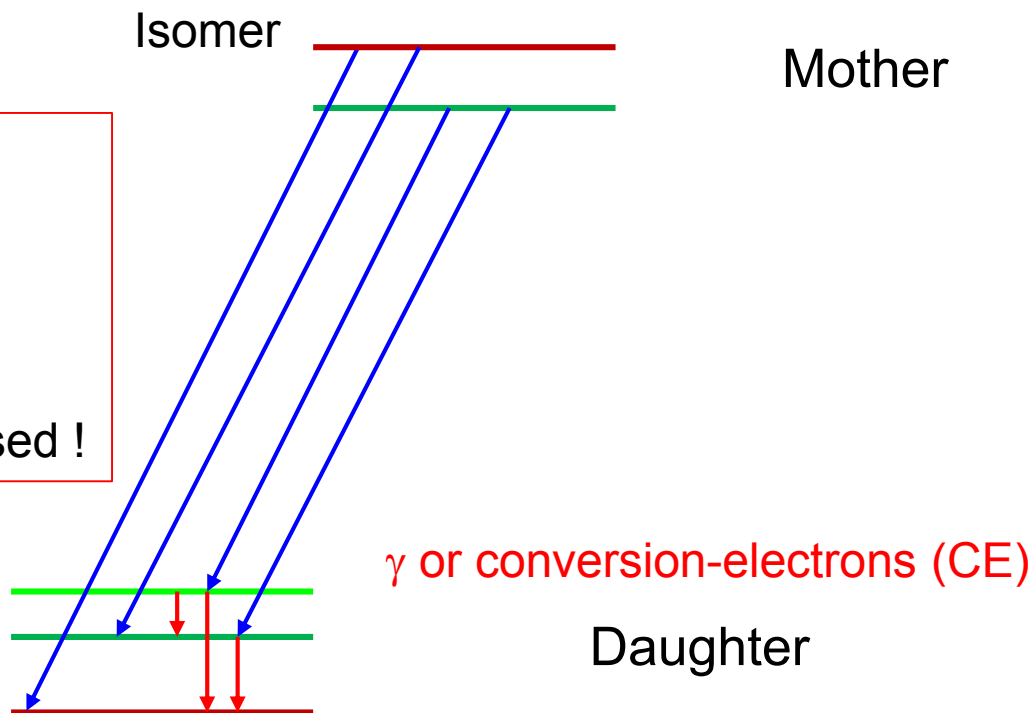 Isomer
Mother
sed !
γ or conversion-electrons (CE)
Daughter